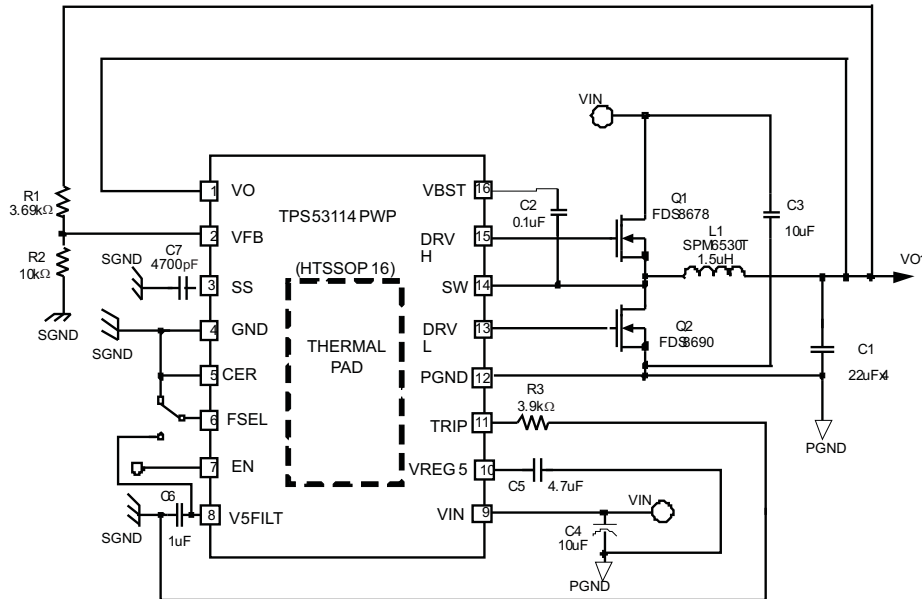 VIN
R1
3.69kΩ
1
VO
VBST
16
TPS53114 PWP
C2
0.1uF
Q1
FDS8678
C3
10uF
2
VFB
DRV
H
15
L1
SPM6530T
1.5uH
R2
10kΩ
SGND
C7
4700pF
(HTSSOP 16)
3
SS
SW
14
VO1
SGND
4
GND
DRV
L
13
Q2
FDS8690
SGND
THERMAL
PAD
C1
22uFx4
5
CER
PGND
12
R3
3.9kΩ
6
FSEL
TRIP
11
PGND
7
EN
VREG 5
10
C5
4.7uF
C6
1uF
8
V5FILT
VIN
9
VIN
SGND
C4
10uF
PGND